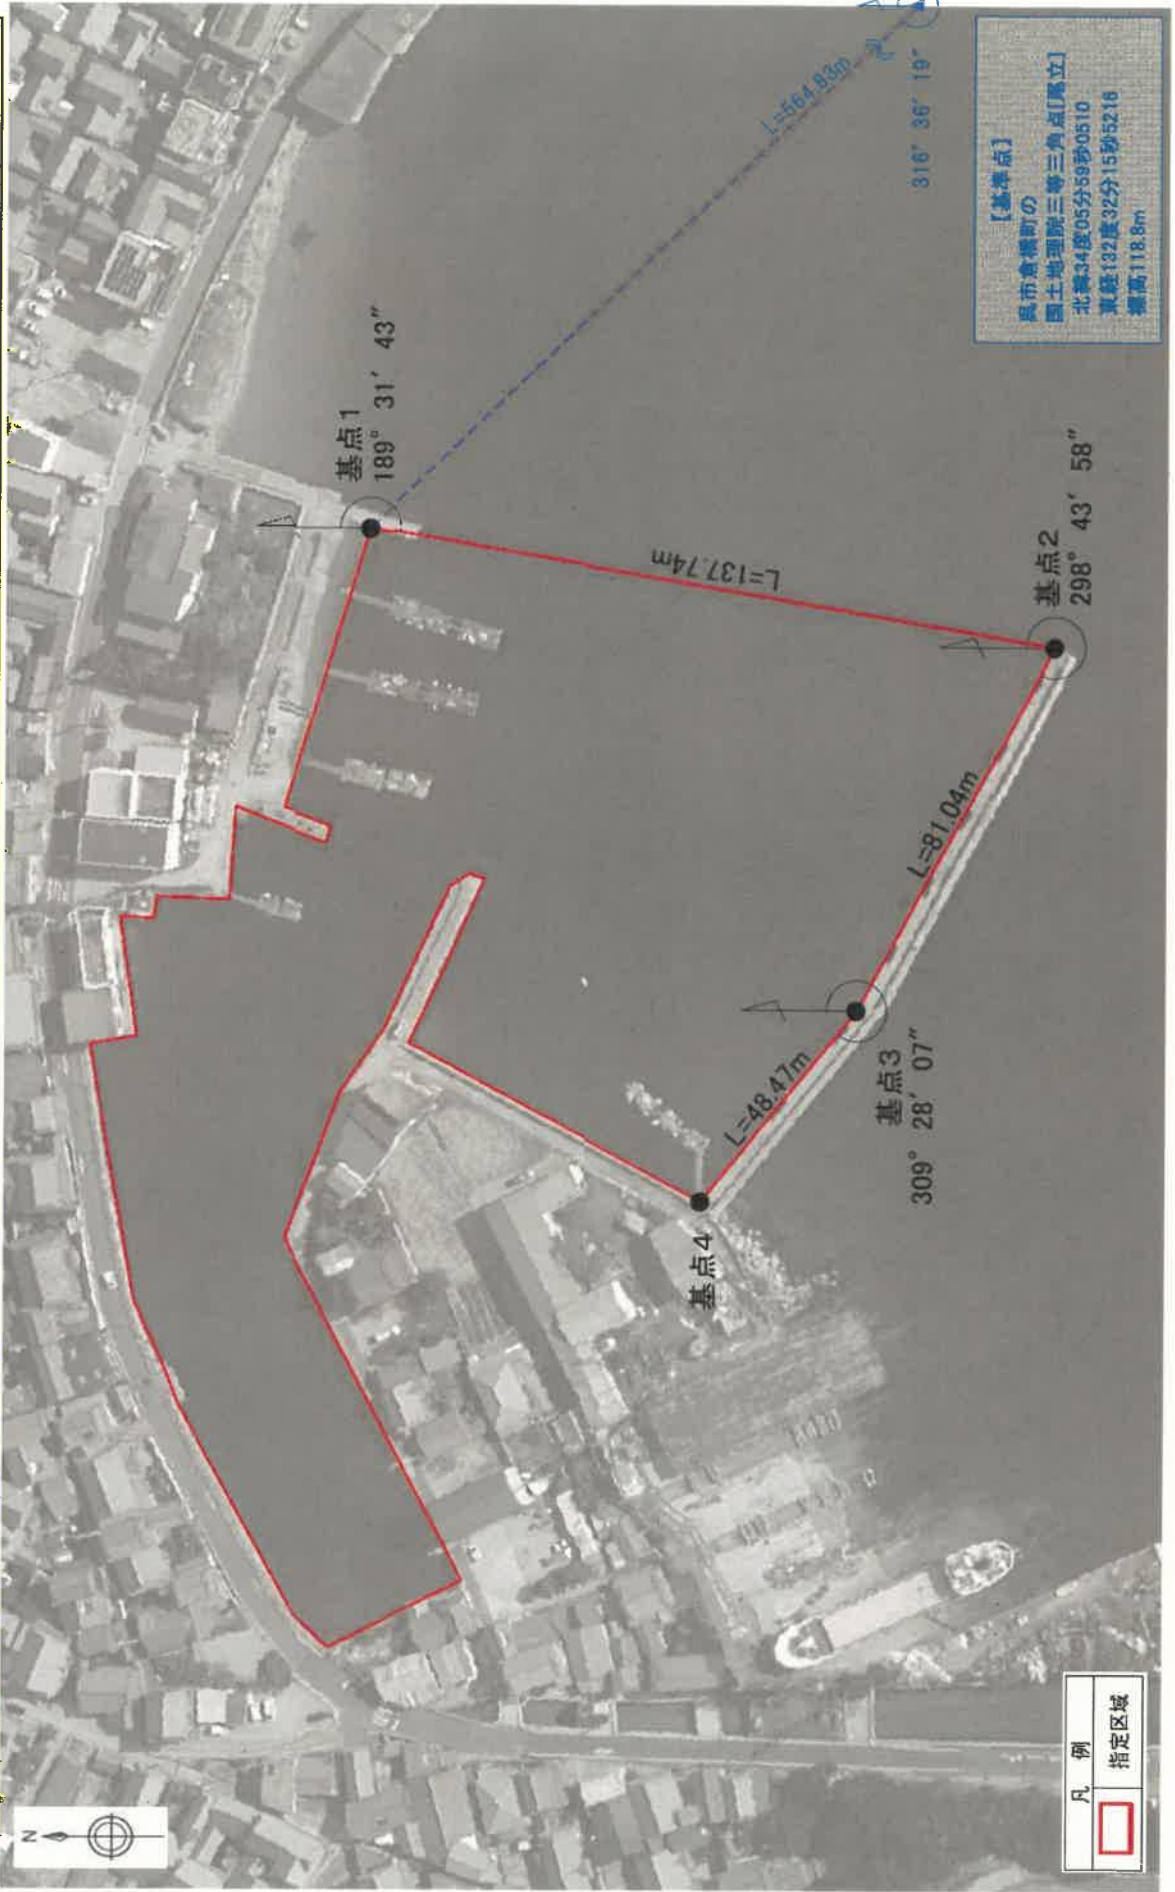 N
基点1
189° 31′ 43″
L=564.83m
316° 36′ 19″
L=137.74m
基点2
298° 43′ 58″
L=81.04m
基点3
309° 28′ 07″
L=48.47m
基点4
【基準点】
呉市倉橋町の
国土地理院三等三角点[尾立]
北緯34度05分59秒0510
東経132度32分15秒5216
標高118.8m
凡 例
指定区域